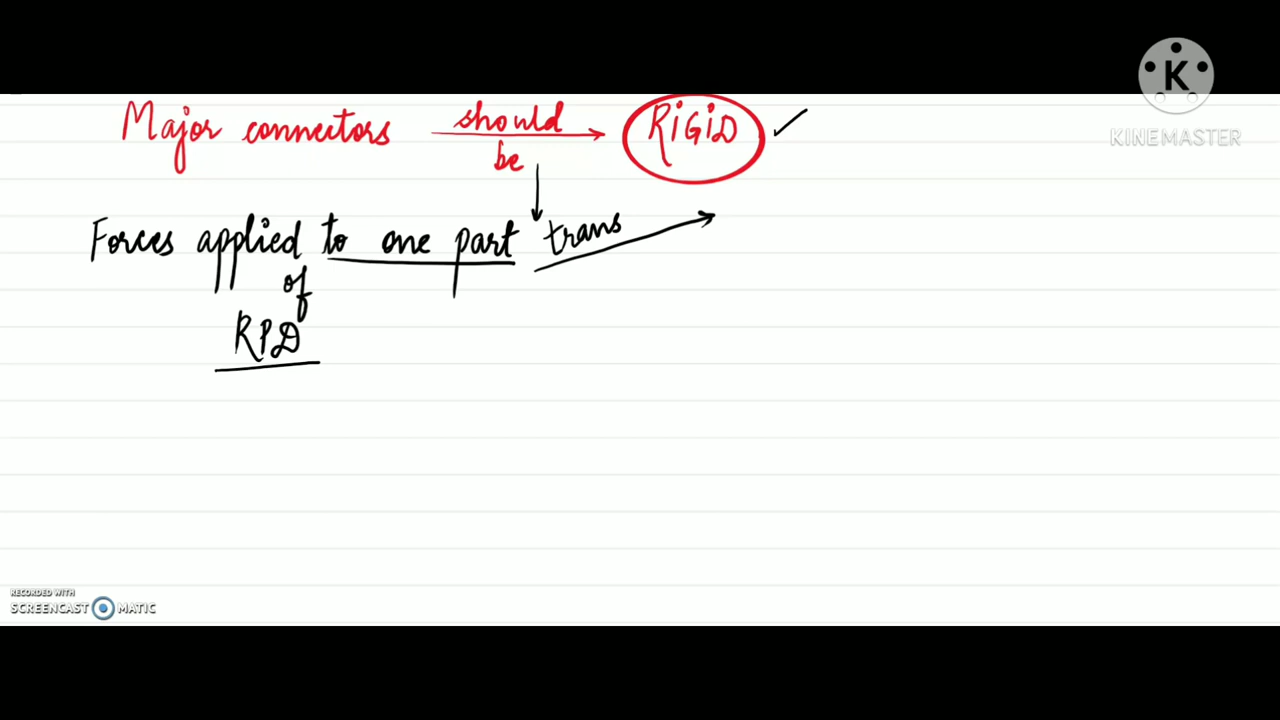 Major connectors should be RiGiD
Forces applied to one part trans
of
RPD
K
KINEMASTER
RECORDED WITH
SCREENCAST MATIC